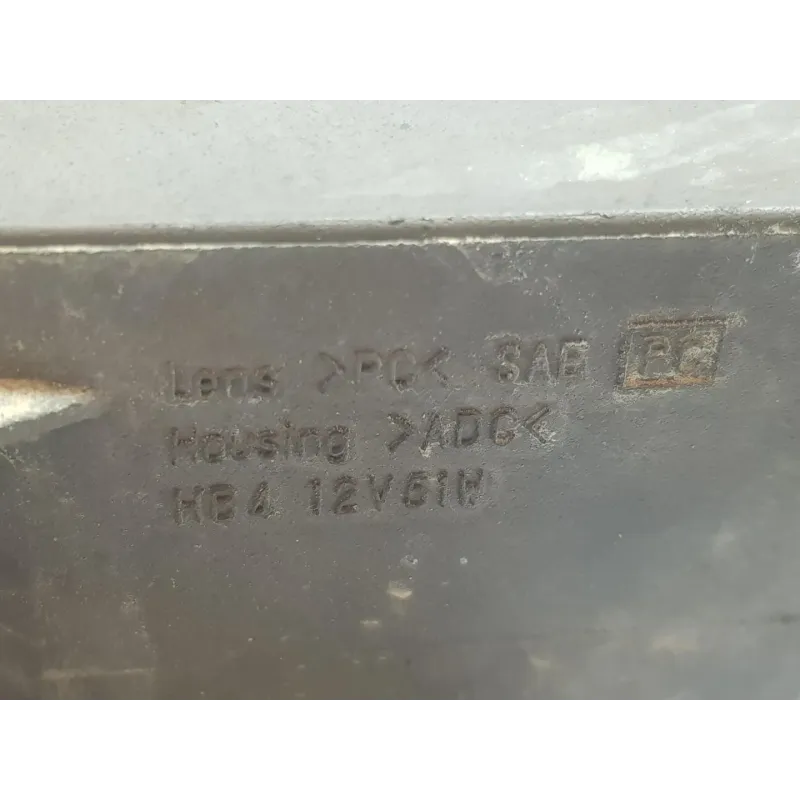 Lens >PC< SAE PC
Housing >ADC<
HB4 12V51W